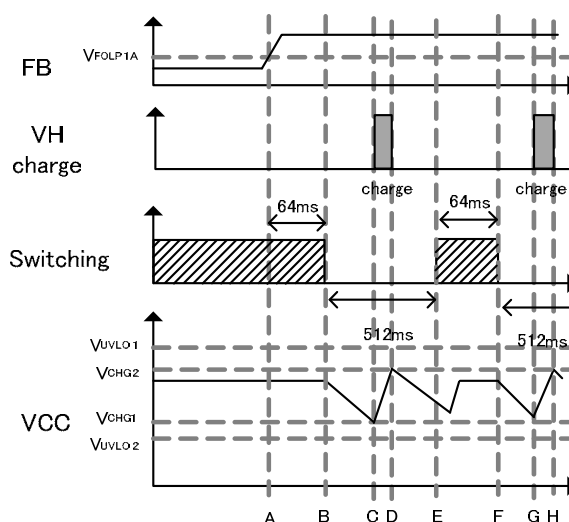 VFOLP1A
FB
VH
charge
charge
charge
64ms
64ms
Switching
512ms
512ms
VUVLO1
VCHG2
VCHG1
VUVLO2
VCC
A B C D E F G H